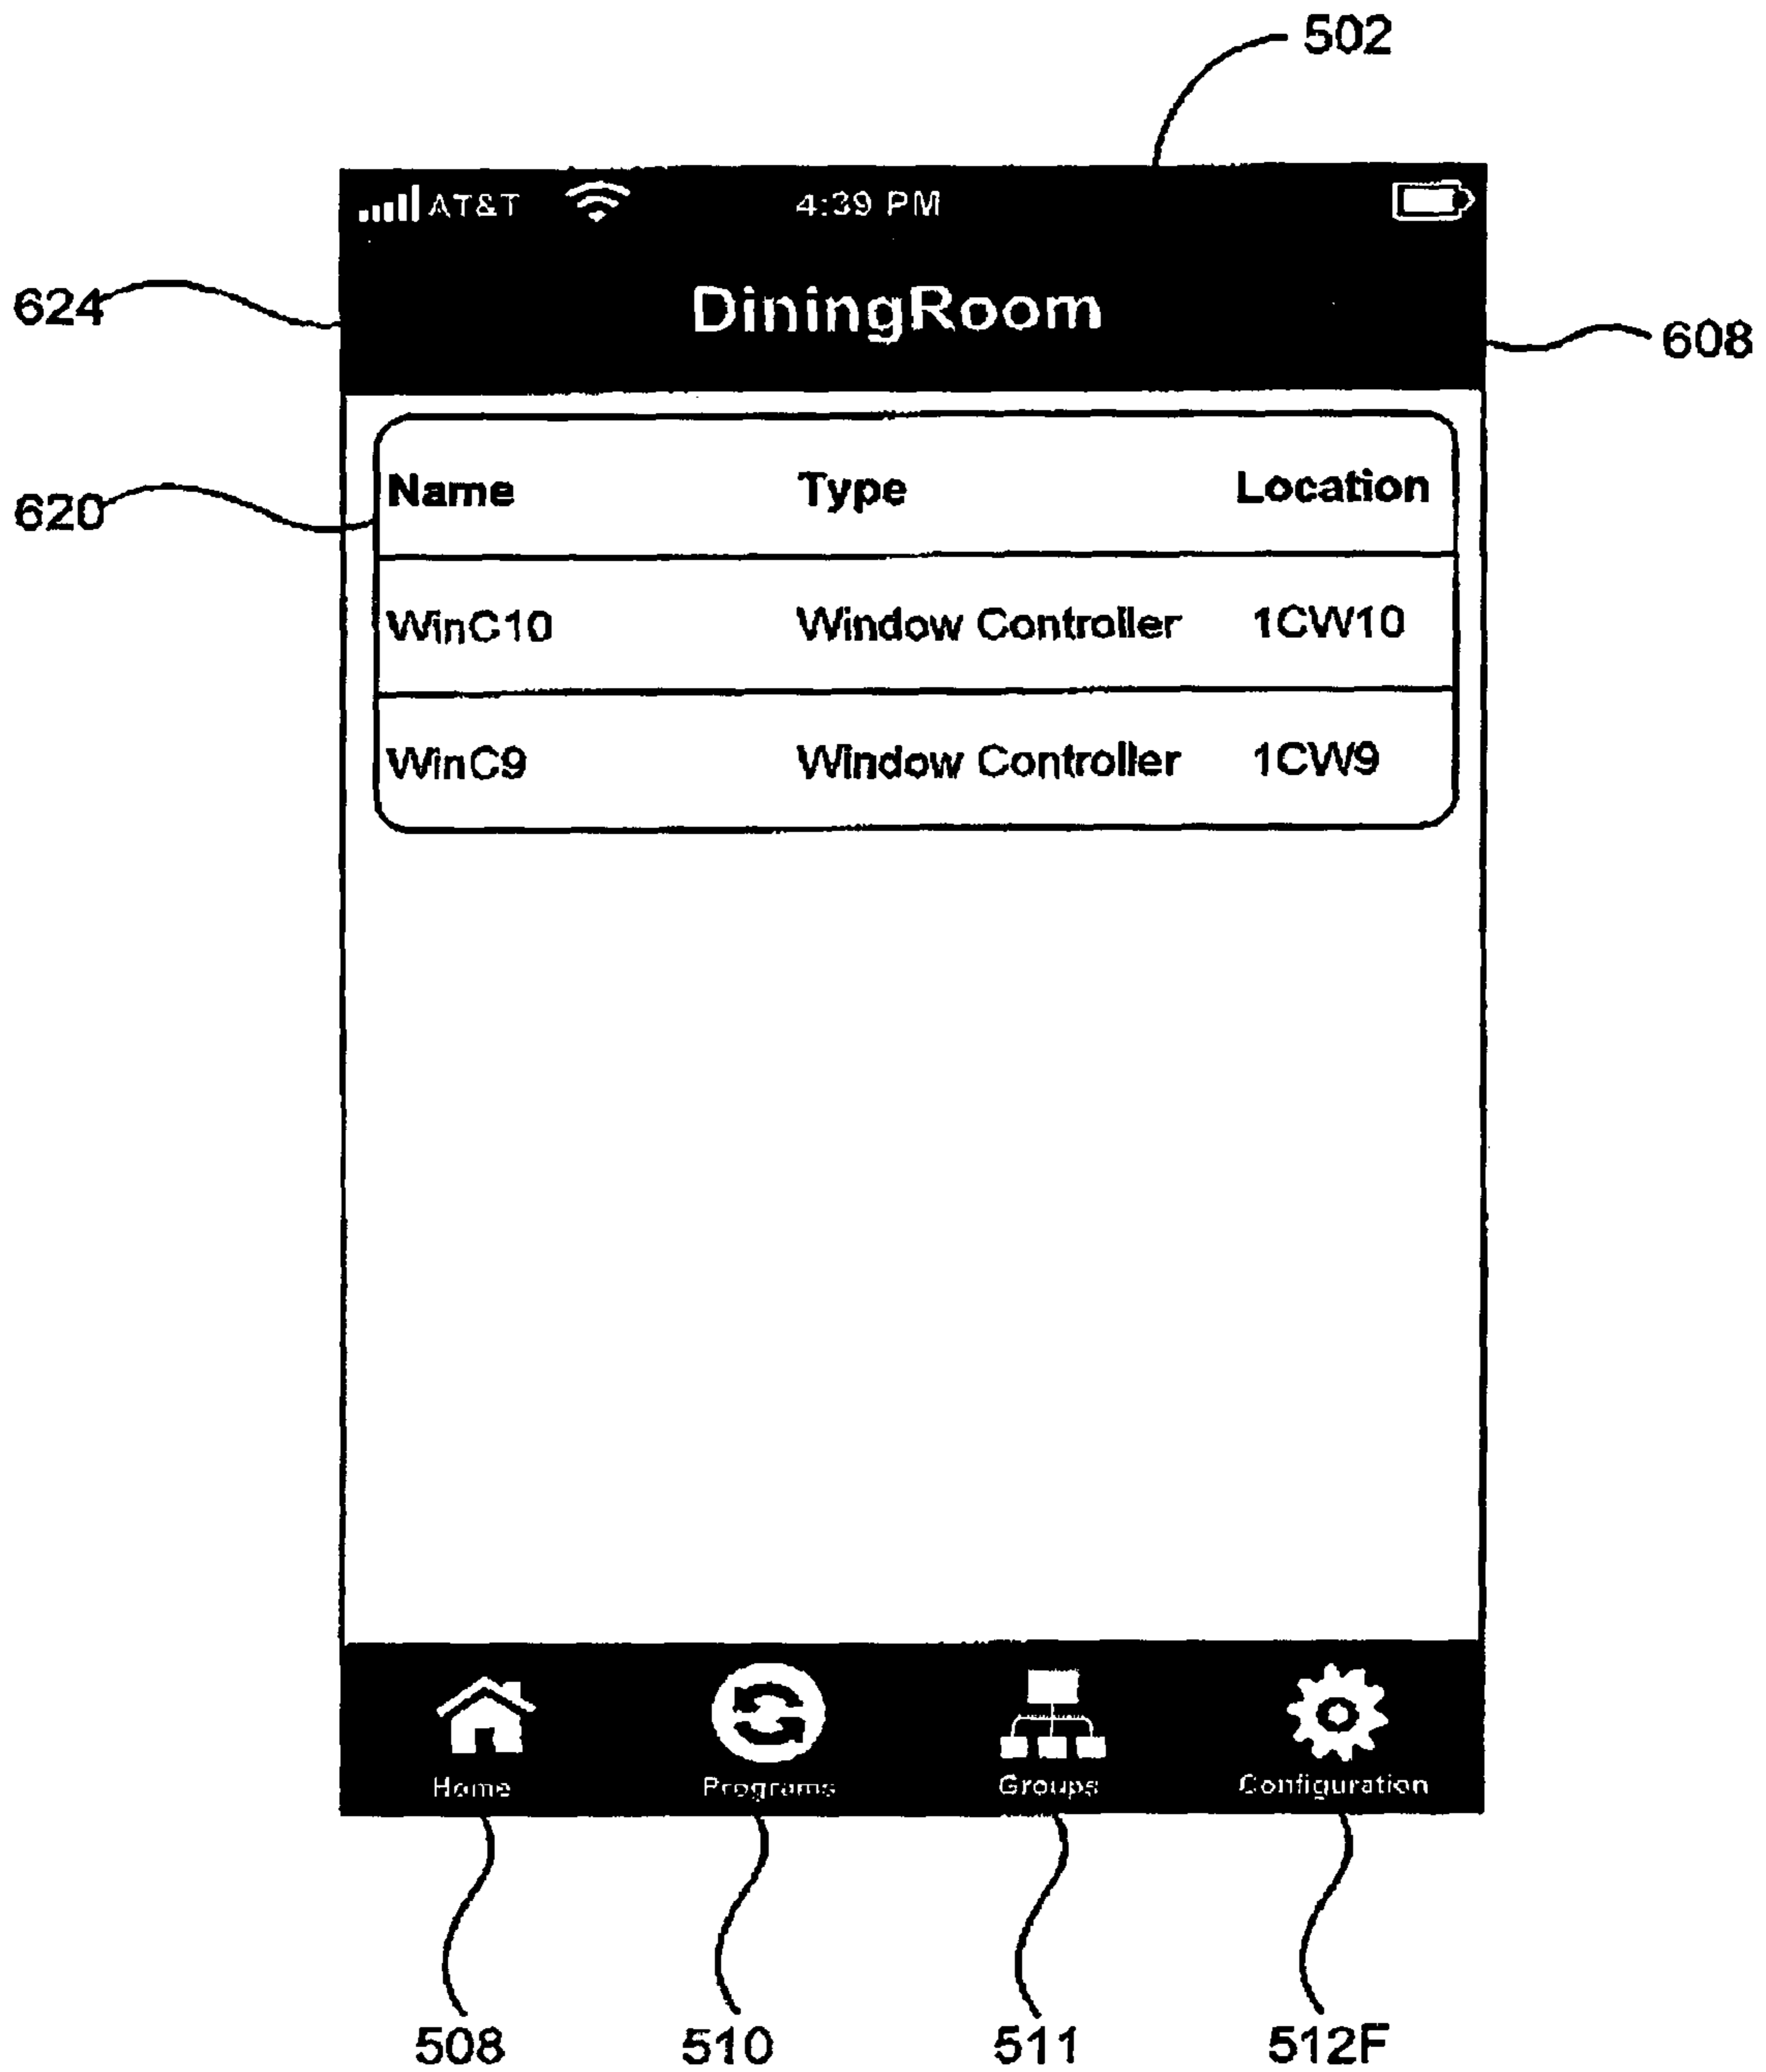 502
AT&T 4:39 PM
624
DiningRoom
608
620
Name Type Location
WinC10 Window Controller 1CW10
WinC9 Window Controller 1CW9
Home Programs Groups Configuration
508 510 511 512F